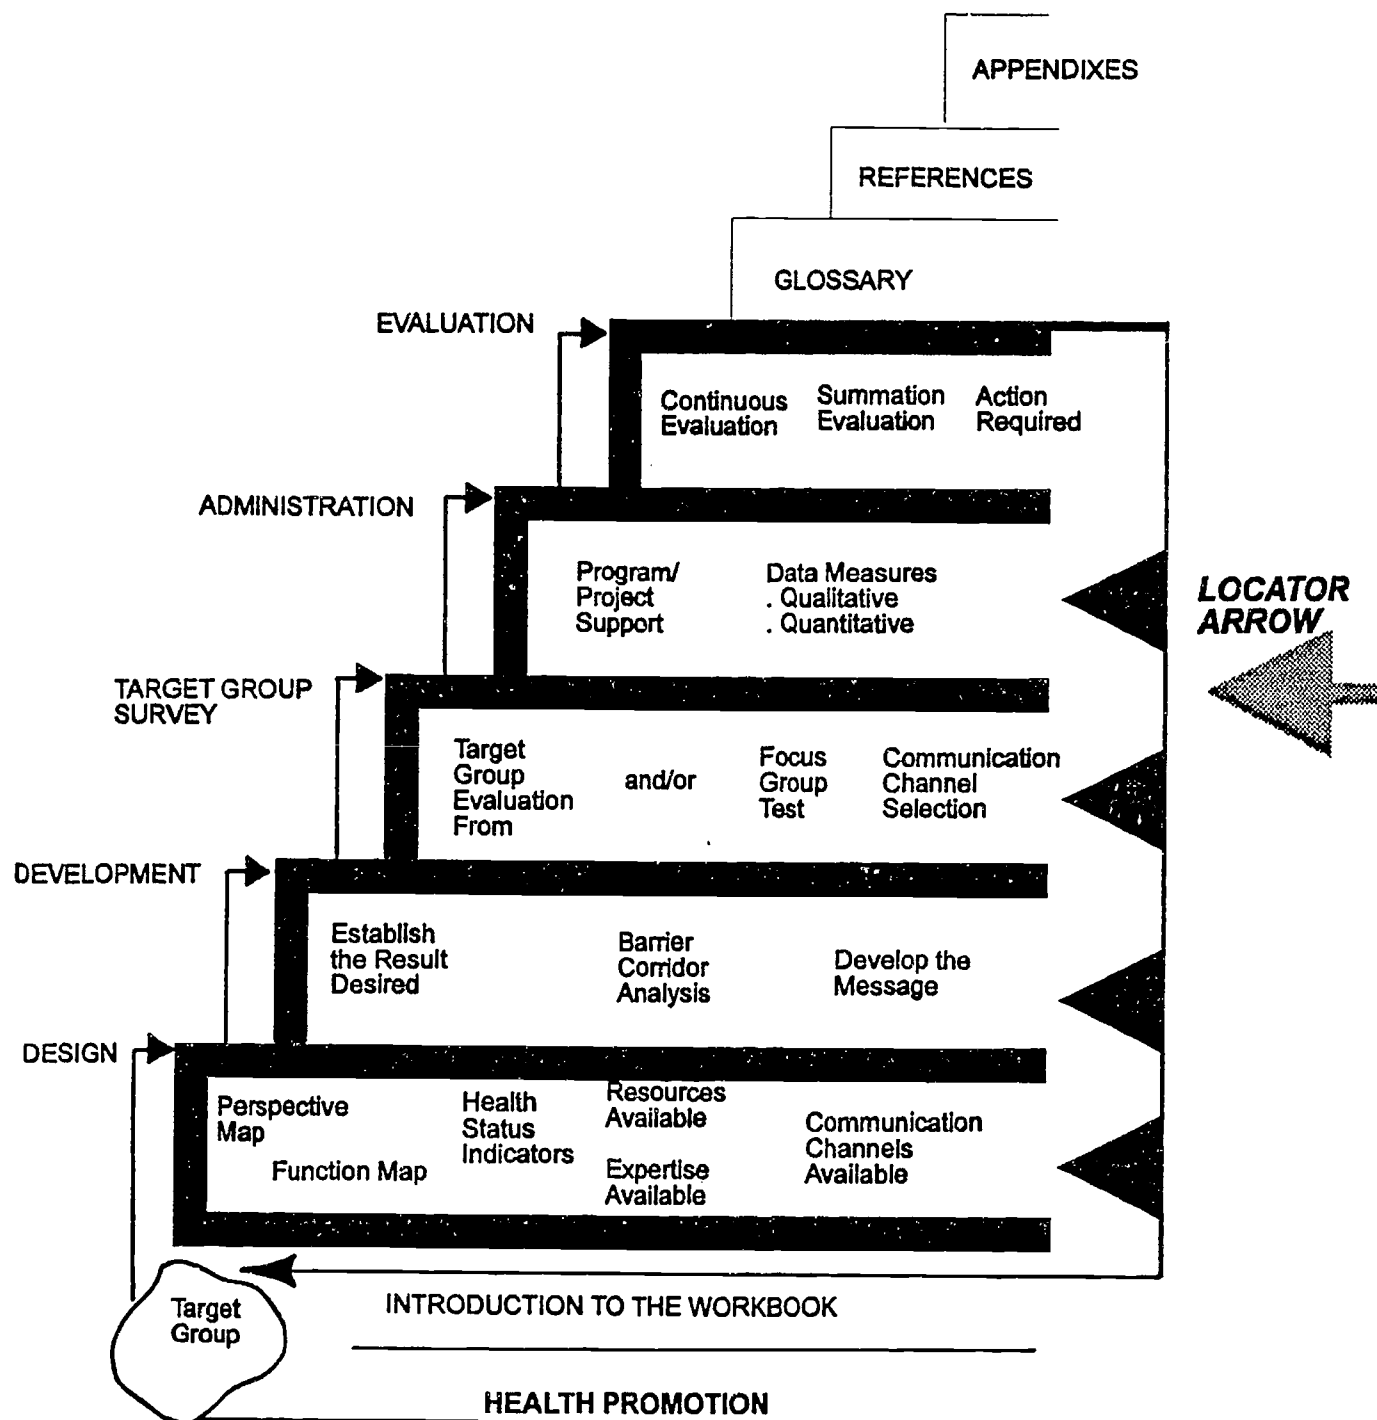 APPENDIXES
REFERENCES
GLOSSARY
EVALUATION
Continuous
Evaluation
Summation
Evaluation
Action
Required
ADMINISTRATION
Program/
Project
Support
Data Measures
. Qualitative
. Quantitative
LOCATOR
ARROW
TARGET GROUP
SURVEY
Target
Group
Evaluation
From
and/or
Focus
Group
Test
Communication
Channel
Selection
DEVELOPMENT
Establish
the Result
Desired
Barrier
Corridor
Analysis
Develop the
Message
DESIGN
Perspective
Map
Function Map
Health
Status
Indicators
Resources
Available
Expertise
Available
Communication
Channels
Available
Target
Group
INTRODUCTION TO THE WORKBOOK
HEALTH PROMOTION